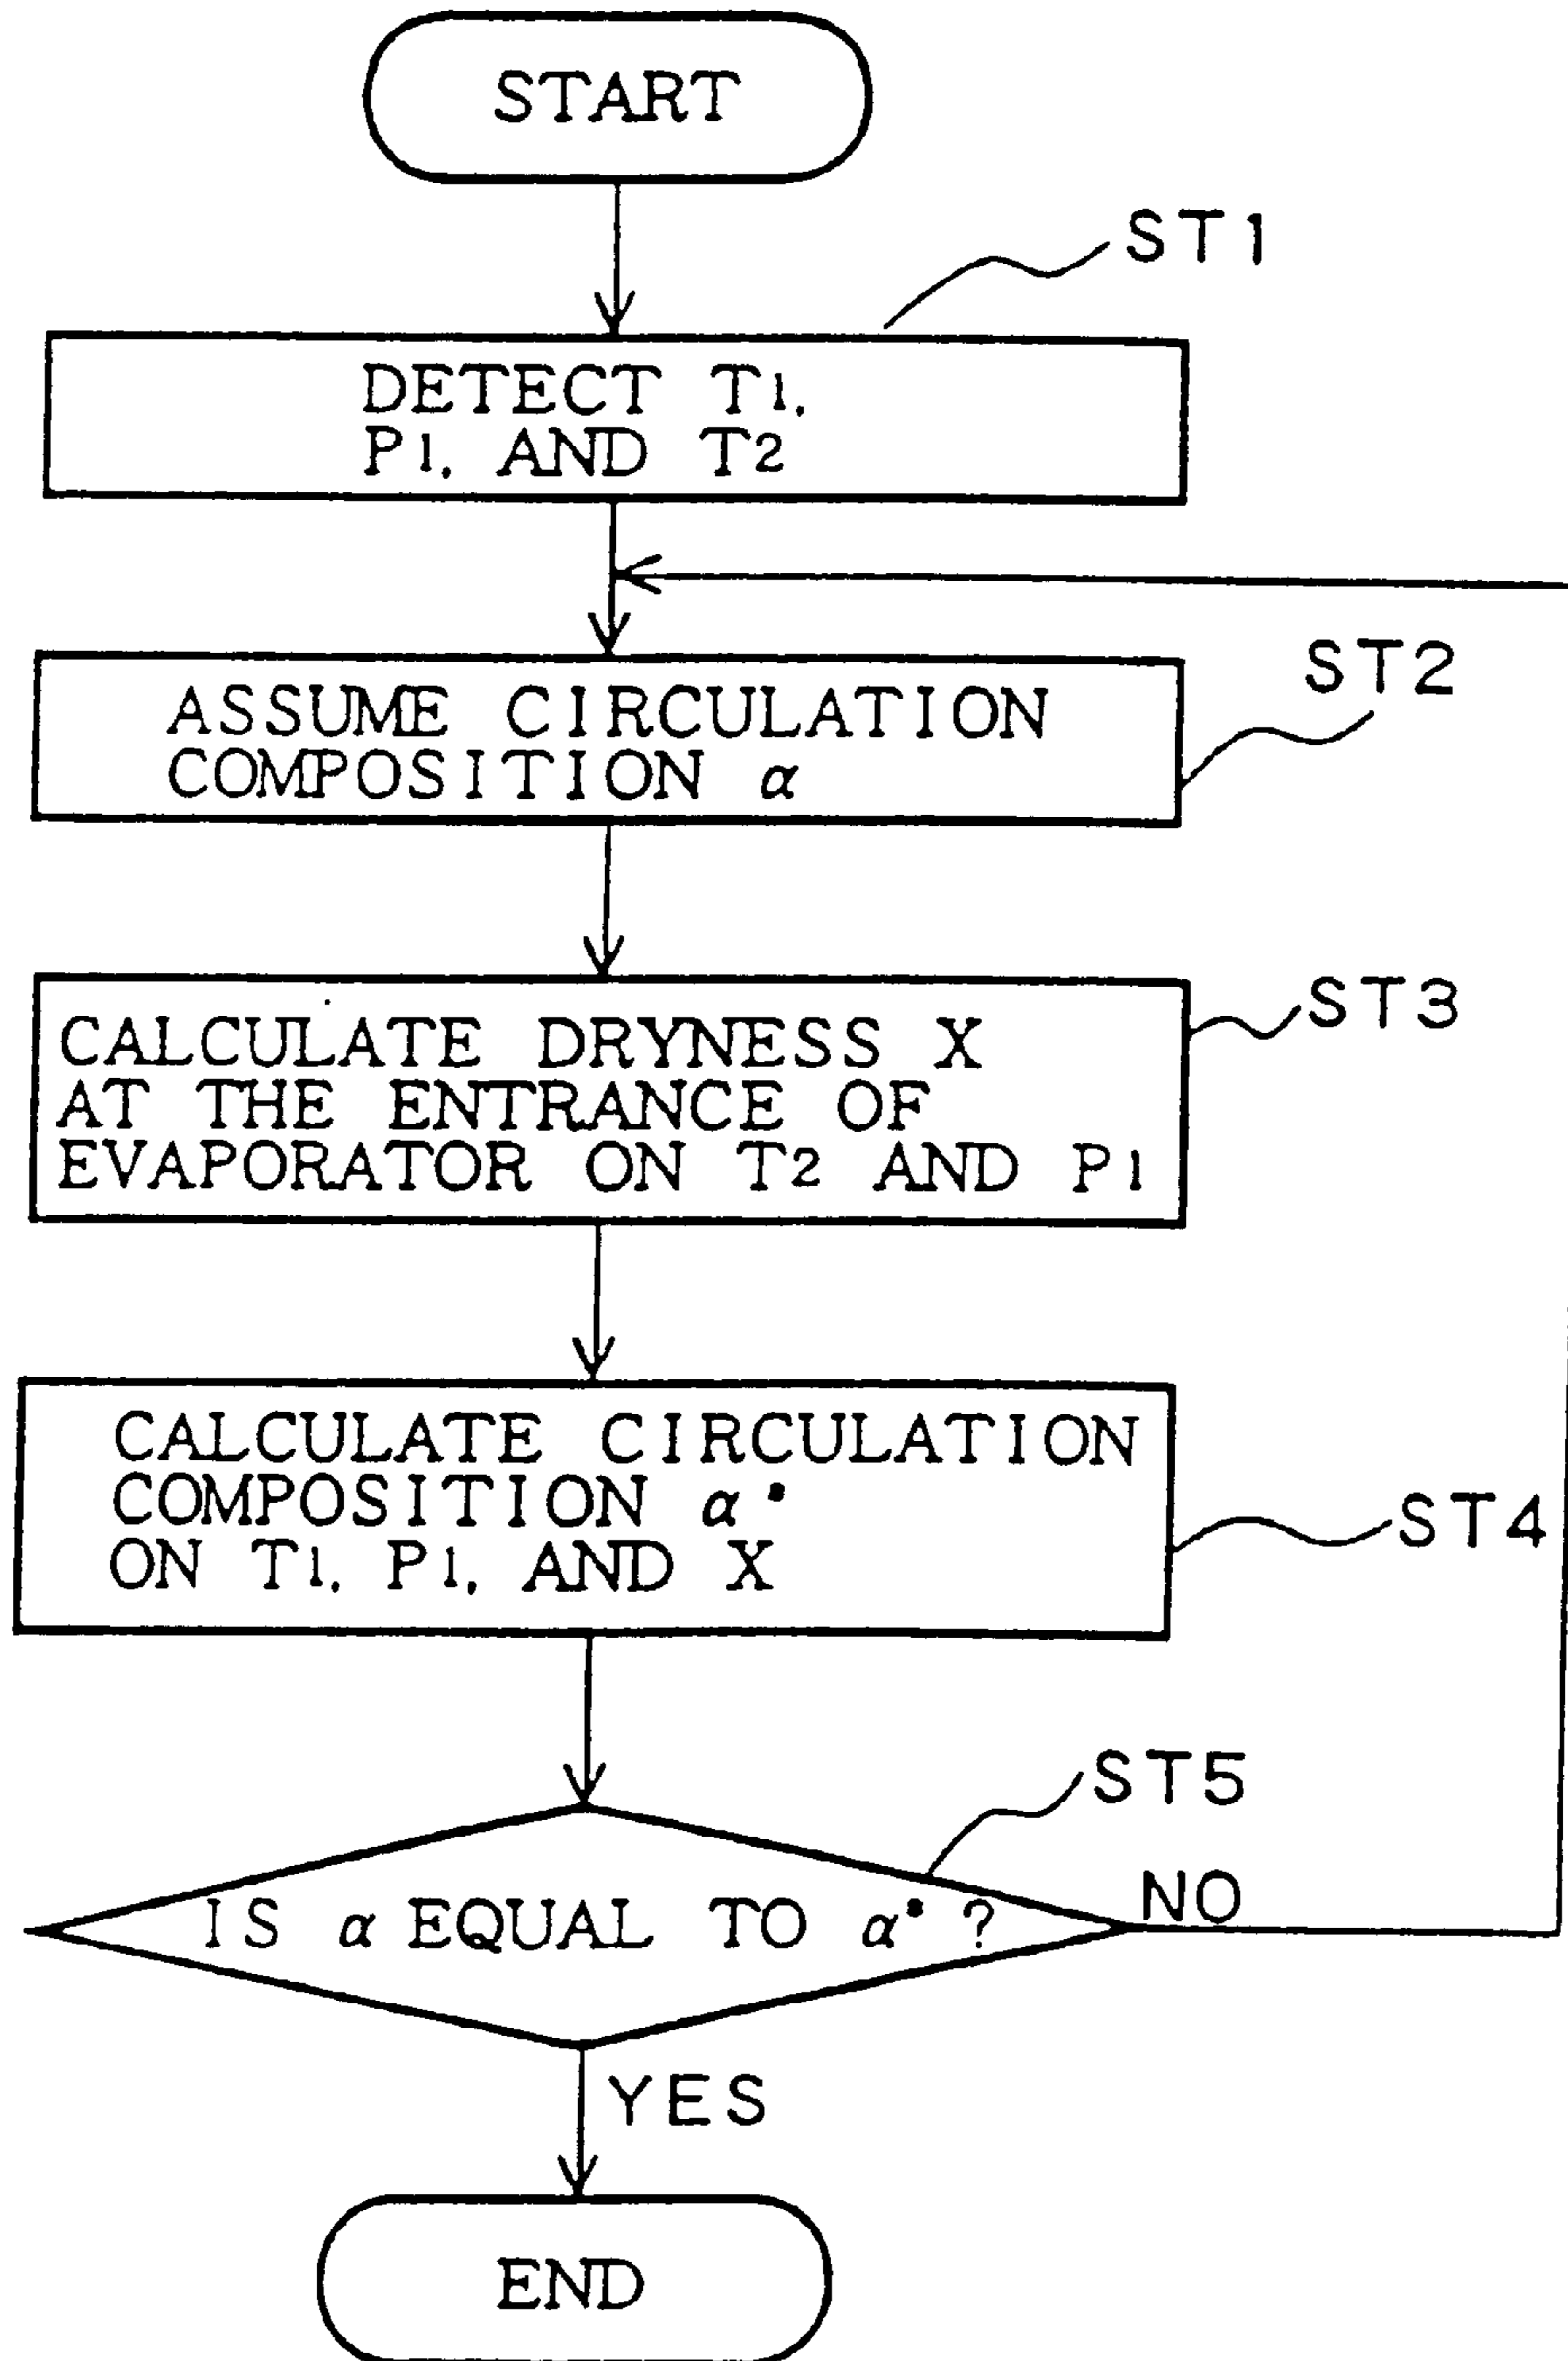 START
ST1
DETECT T1,
P1, AND T2
ST2
ASSUME CIRCULATION
COMPOSITION α
ST3
CALCULATE DRYNESS X
AT THE ENTRANCE OF
EVAPORATOR ON T2 AND P1
CALCULATE CIRCULATION
COMPOSITION α*
ON T1, P1, AND X
ST4
ST5
IS α EQUAL TO α* ?
NO
YES
END